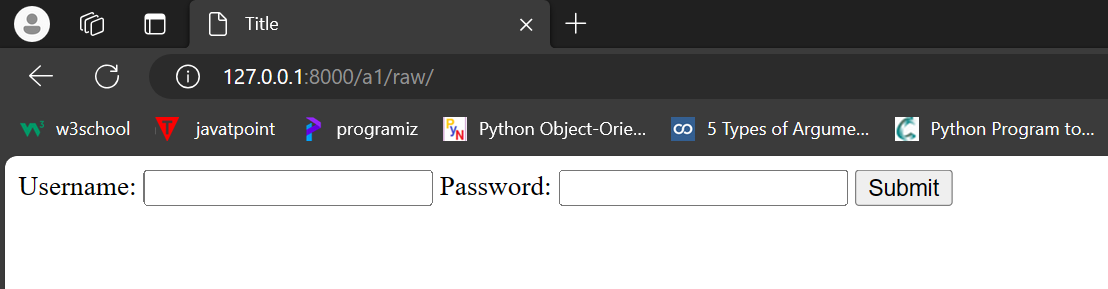 Title
127.0.0.1:8000/a1/raw/
w3school javatpoint programiz Python Object-Orie... 5 Types of Argume... Python Program to...
Username: Password: Submit